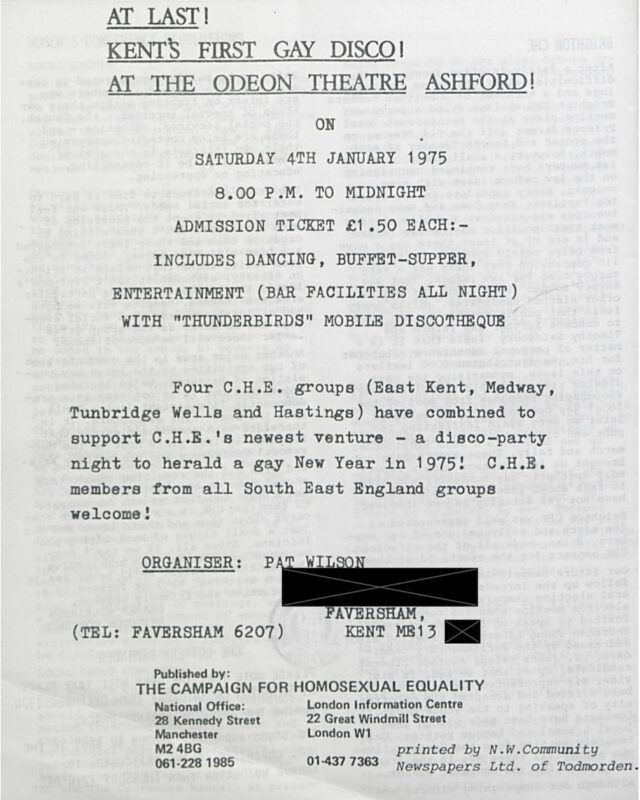 AT LAST!
KENT'S FIRST GAY DISCO!
AT THE ODEON THEATRE ASHFORD!
ON
SATURDAY 4TH JANUARY 1975
8.00 P.M. TO MIDNIGHT
ADMISSION TICKET £1.50 EACH:-
INCLUDES DANCING, BUFFET-SUPPER,
ENTERTAINMENT (BAR FACILITIES ALL NIGHT)
WITH "THUNDERBIRDS" MOBILE DISCOTHEQUE
Four C.H.E. groups (East Kent, Medway,
Tunbridge Wells and Hastings) have combined to
support C.H.E.'s newest venture - a disco-party
night to herald a gay New Year in 1975! C.H.E.
members from all South East England groups
welcome!
ORGANISER: PAT WILSON
FAVERSHAM,
(TEL: FAVERSHAM 6207) KENT ME13
Published by:
THE CAMPAIGN FOR HOMOSEXUAL EQUALITY
National Office: London Information Centre
28 Kennedy Street 22 Great Windmill Street
Manchester London W1
M2 4BG
061-228 1985 01-437 7363
printed by N.W.Community
Newspapers Ltd. of Todmorden.